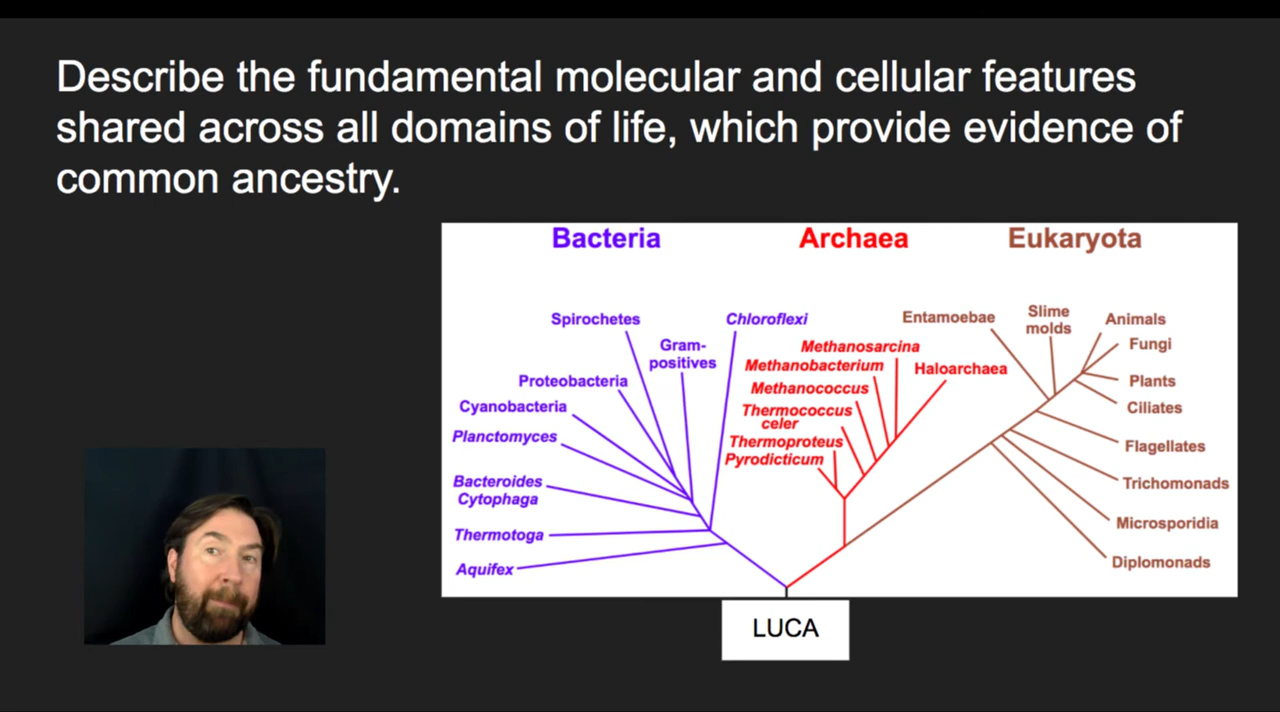 Describe the fundamental molecular and cellular features
shared across all domains of life, which provide evidence of
common ancestry.
Bacteria
Archaea
Eukaryota
Spirochetes
Chloroflexi
Gram-
positives
Proteobacteria
Cyanobacteria
Planctomyces
Bacteroides
Cytophaga
Thermotoga
Aquifex
Methanosarcina
Methanobacterium
Haloarchaea
Methanococcus
Thermococcus
celer
Thermoproteus
Pyrodicticum
Entamoebae
Slime
molds
Animals
Fungi
Plants
Ciliates
Flagellates
Trichomonads
Microsporidia
Diplomonads
LUCA